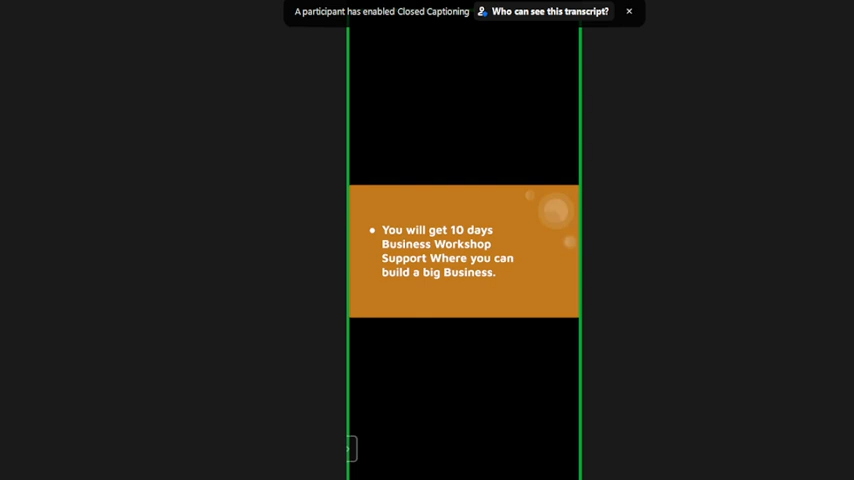 A participant has enabled Closed Captioning Who can see this transcript?
● You will get 10 days
Business Workshop
Support Where you can
build a big Business.